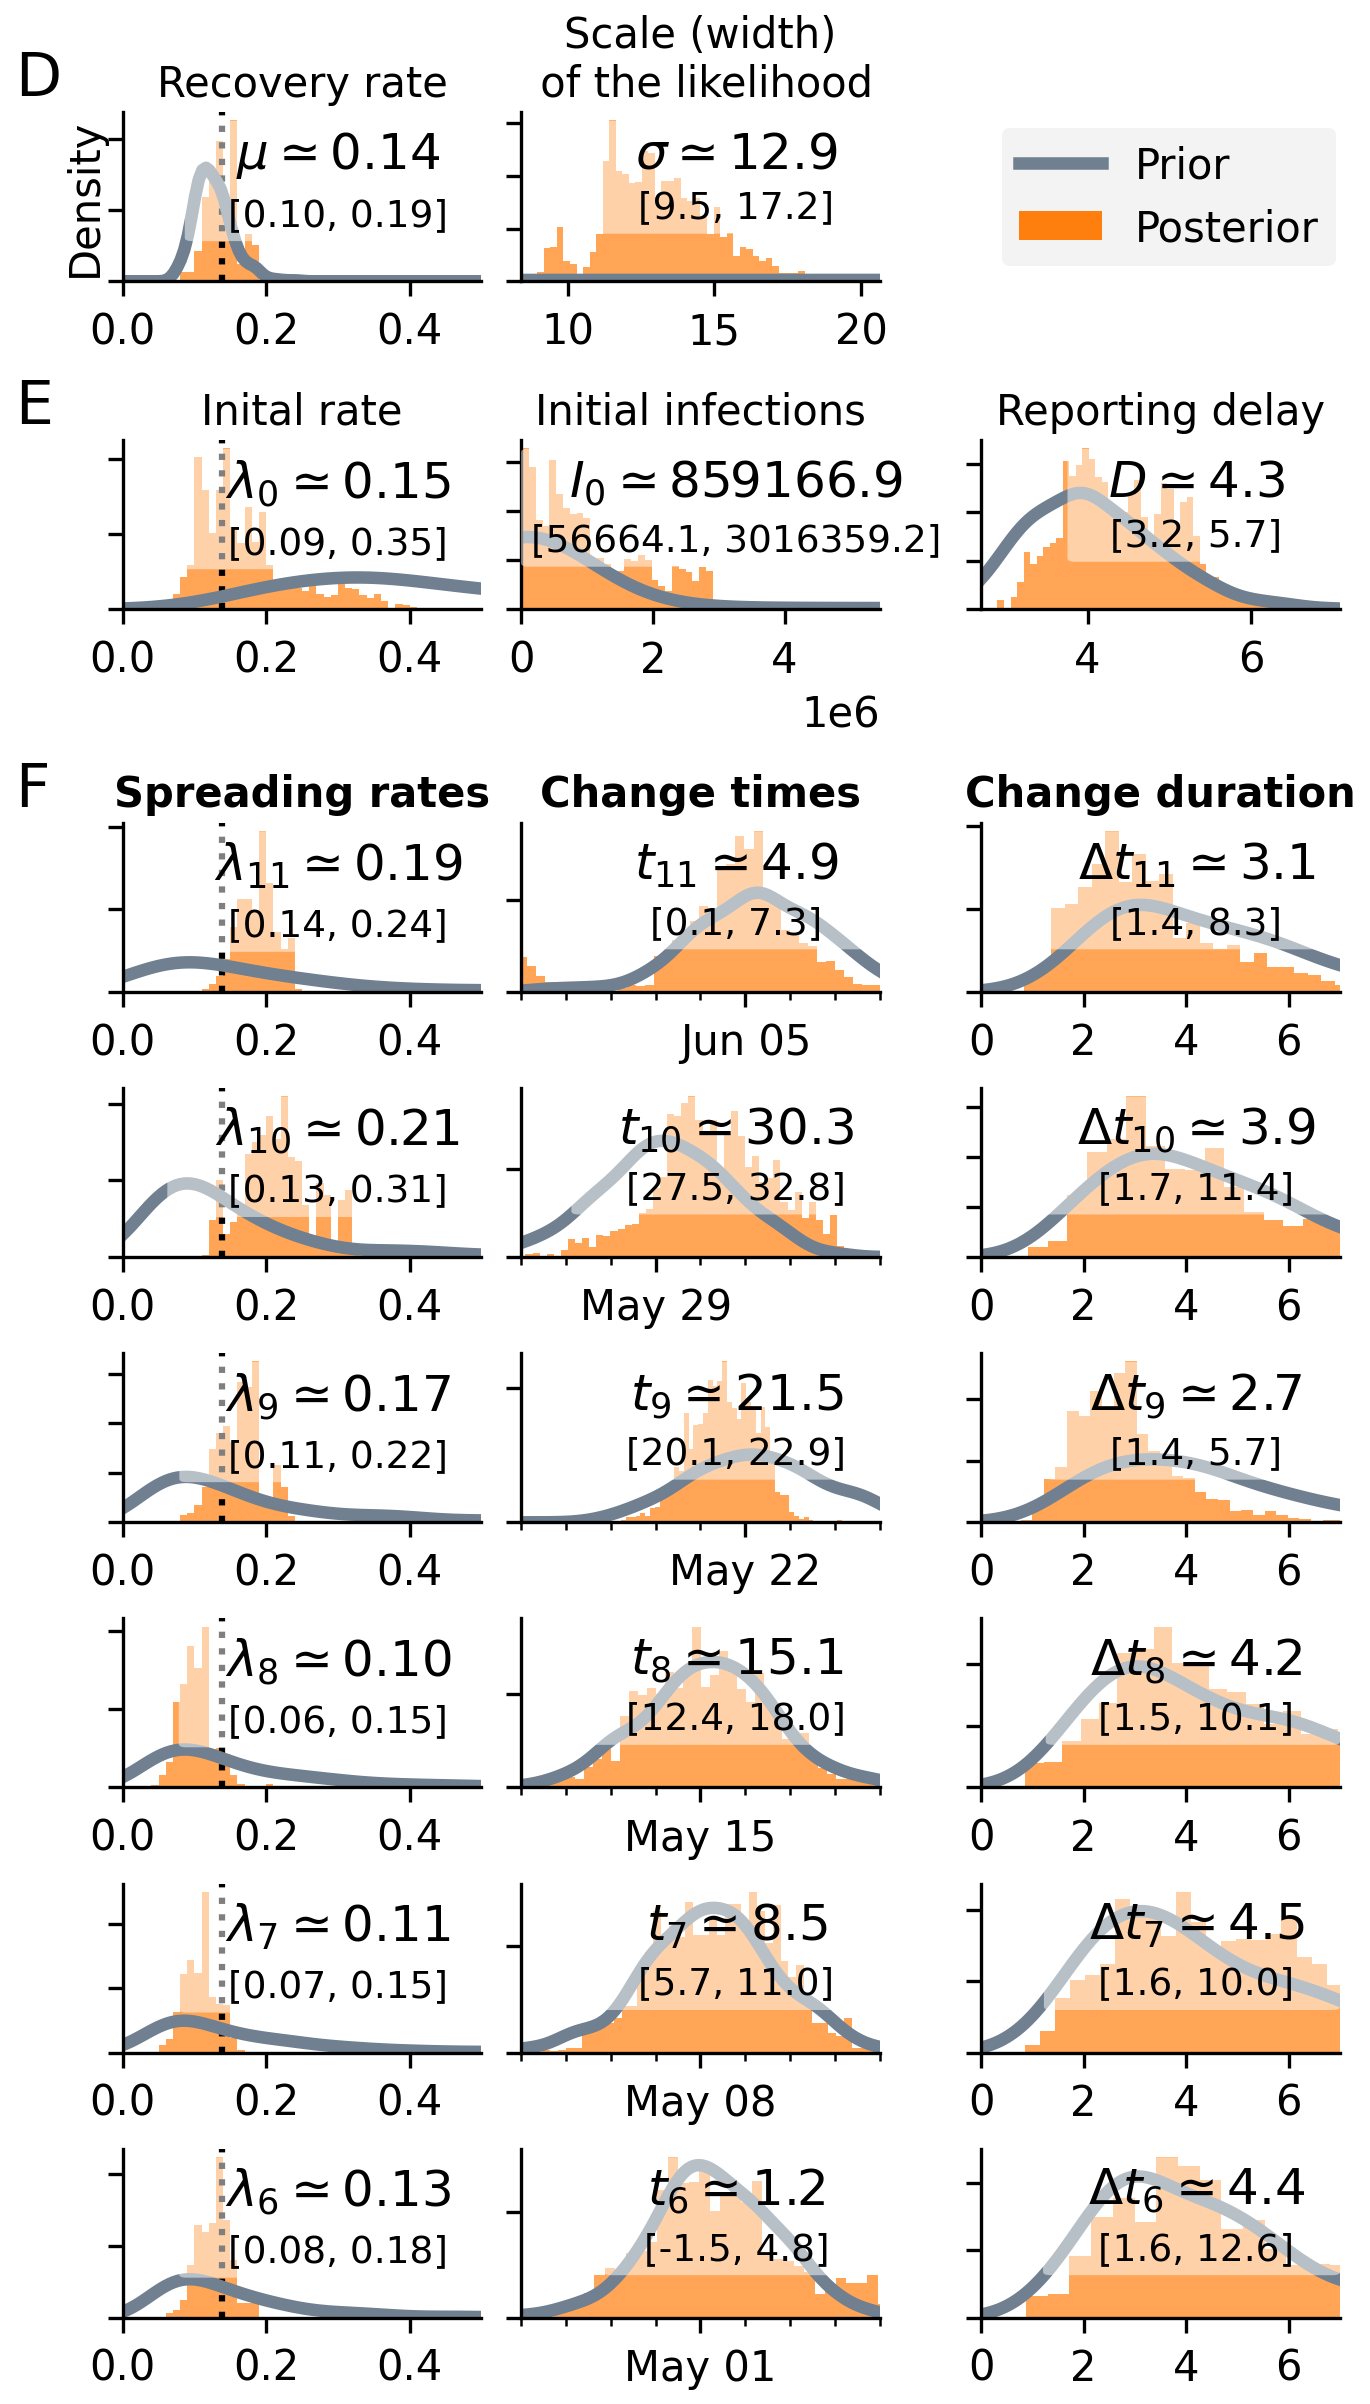 D
Recovery rate
Scale (width)
of the likelihood
Density
μ ≃ 0.14
[0.10, 0.19]
σ ≃ 12.9
[9.5, 17.2]
Prior
Posterior
0.0 0.2 0.4
10 15 20
E
Inital rate
Initial infections
Reporting delay
λ0 ≃ 0.15
[0.09, 0.35]
I0 ≃ 859166.9
[56664.1, 3016359.2]
D ≃ 4.3
[3.2, 5.7]
0.0 0.2 0.4
0 2 4
1e6
4 6
F
Spreading rates
Change times
Change duration
λ11 ≃ 0.19
[0.14, 0.24]
t11 ≃ 4.9
[0.1, 7.3]
Δt11 ≃ 3.1
[1.4, 8.3]
0.0 0.2 0.4
Jun 05
0 2 4 6
λ10 ≃ 0.21
[0.13, 0.31]
t10 ≃ 30.3
[27.5, 32.8]
Δt10 ≃ 3.9
[1.7, 11.4]
0.0 0.2 0.4
May 29
0 2 4 6
λ9 ≃ 0.17
[0.11, 0.22]
t9 ≃ 21.5
[20.1, 22.9]
Δt9 ≃ 2.7
[1.4, 5.7]
0.0 0.2 0.4
May 22
0 2 4 6
λ8 ≃ 0.10
[0.06, 0.15]
t8 ≃ 15.1
[12.4, 18.0]
Δt8 ≃ 4.2
[1.5, 10.1]
0.0 0.2 0.4
May 15
0 2 4 6
λ7 ≃ 0.11
[0.07, 0.15]
t7 ≃ 8.5
[5.7, 11.0]
Δt7 ≃ 4.5
[1.6, 10.0]
0.0 0.2 0.4
May 08
0 2 4 6
λ6 ≃ 0.13
[0.08, 0.18]
t6 ≃ 1.2
[-1.5, 4.8]
Δt6 ≃ 4.4
[1.6, 12.6]
0.0 0.2 0.4
May 01
0 2 4 6